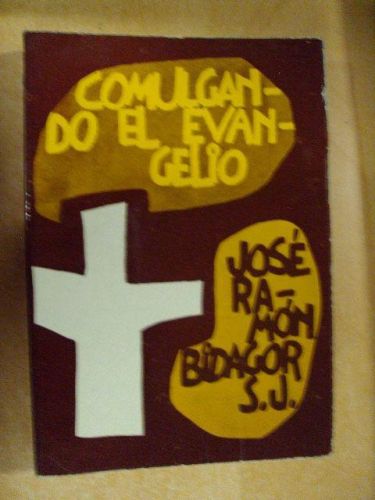 COMULGAN-
DO EL EVAN-
GELIO
JOSÉ
RA-
MÓN
BIDAGOR
S.J.